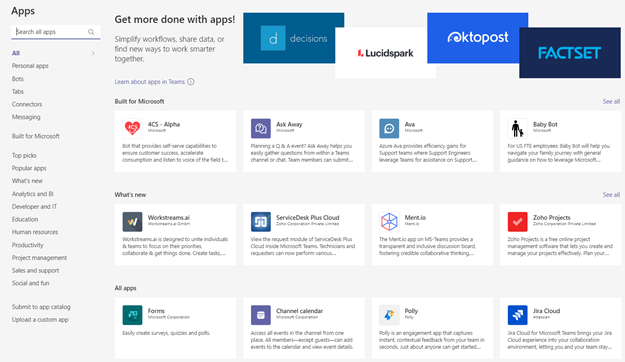 Apps
Search all apps
All
Personal apps
Bots
Tabs
Connectors
Messaging
Built for Microsoft
Top picks
Popular apps
What's new
Analytics and BI
Developer and IT
Education
Human resources
Productivity
Project management
Sales and support
Social and fun
Submit to app catalog
Upload a custom app
Get more done with apps!
Simplify workflows, share data, or
find new ways to work smarter
together.
Learn about apps in Teams
d decisions
Lucidspark
oktopost
FACTSET
Built for Microsoft
See all
4CS - Alpha
Microsoft
Bot that provides self-serve capabilities to
ensure customer success, accelerate
consumption and listen to voice of the field t...
Ask Away
Microsoft
Planning a Q & A event? Ask Away helps you
easily gather questions from within a Teams
channel or chat. Team members can submit...
Ava
Microsoft
Azure Ava provides efficiency gains for
Support teams where Support Engineers
leverage Teams for assistance on Support...
Baby Bot
Microsoft
For US FTE employees. Baby Bot will help you
navigate your family journey with general
guidance on how to leverage Microsoft...
What's new
See all
Workstreams.ai
workstreams.ai GmbH
Workstreams.ai is designed to unite individuals
& teams to focus on their priorities,
collaborate & get things done. Create tasks,...
ServiceDesk Plus Cloud
Zoho Corporation Private Limited
View the request module of ServiceDesk Plus
Cloud inside Microsoft Teams. Technicians and
requesters can now perform various...
Ment.io
Ment.io
The Ment.io app on MS-Teams provides a
transparent and inclusive discussion board,
fostering credible collaborative thinking...
Zoho Projects
Zoho Corporation Private Limited
Zoho Projects is a free online project
management software that lets you create and
manage your projects effectively. Plan your...
All apps
Forms
Microsoft Corporation
Easily create surveys, quizzes and polls.
Channel calendar
Microsoft Corporation
Access all events in the channel from one
place. All members—except guests—can add
events to the calendar and view event details.
Polly
Polly
Polly is an engagement app that captures
instant, contextual feedback from your team in
seconds. Just about anyone can get started...
Jira Cloud
Atlassian
Jira Cloud for Microsoft Teams brings your Jira
Cloud experience into your collaboration
environment, letting you and your team stay...